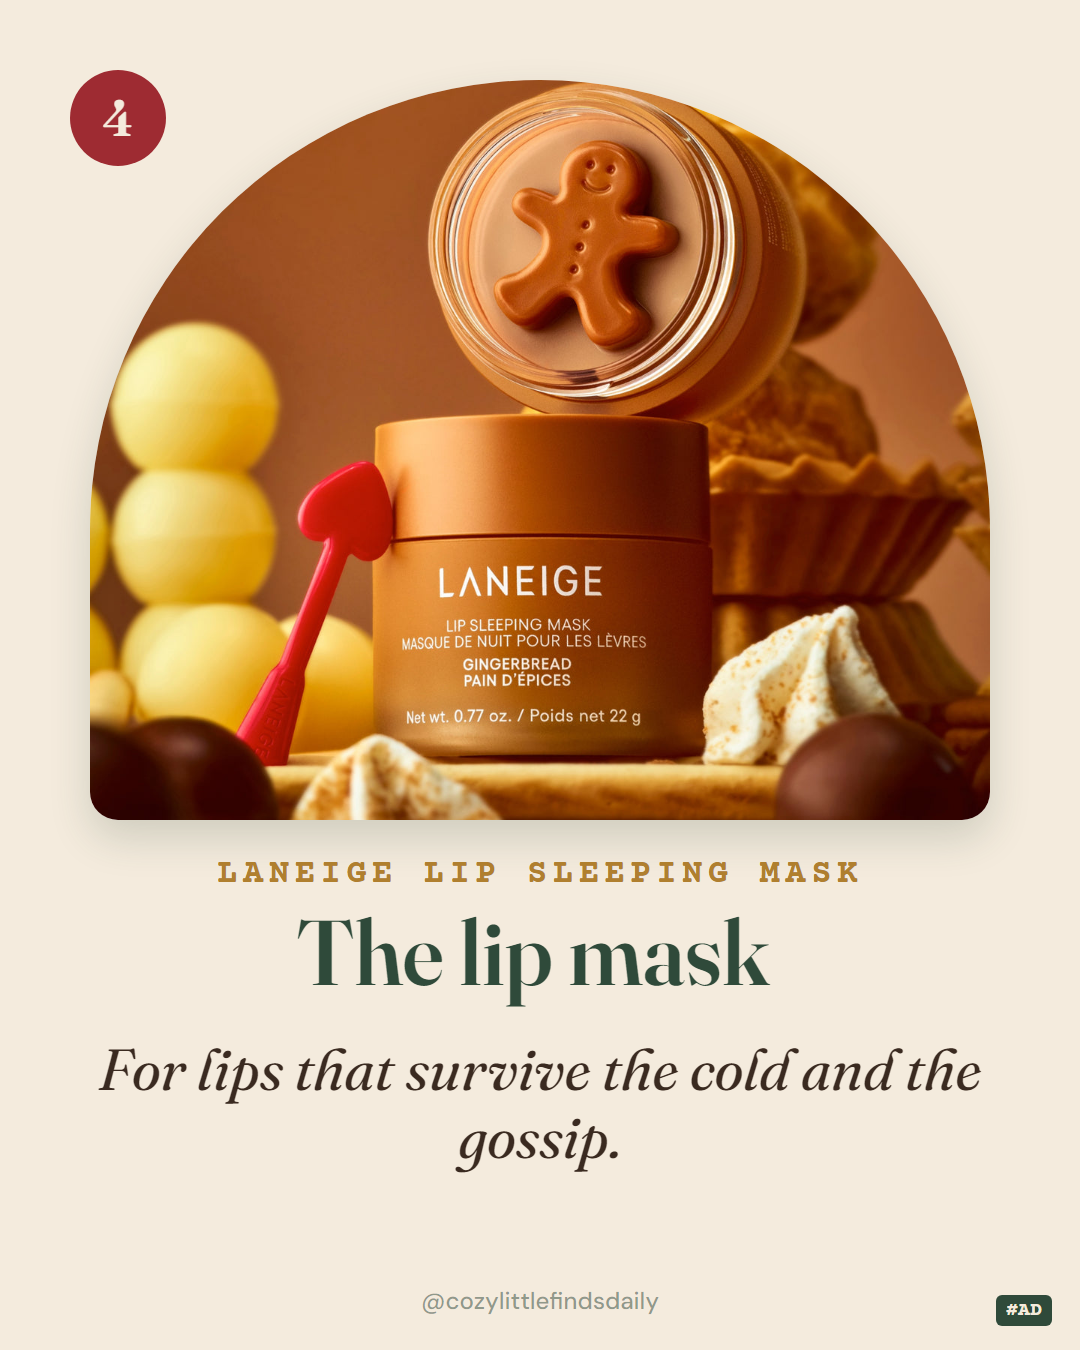 4
LANEIGE
LIP SLEEPING MASK
MASQUE DE NUIT POUR LES LÈVRES
GINGERBREAD
PAIN D'ÉPICES
Net wt. 0.77 oz. / Poids net 22 g
LANEIGE
LANEIGE LIP SLEEPING MASK
The lip mask
For lips that survive the cold and the
gossip.
@cozylittlefindsdaily
#AD